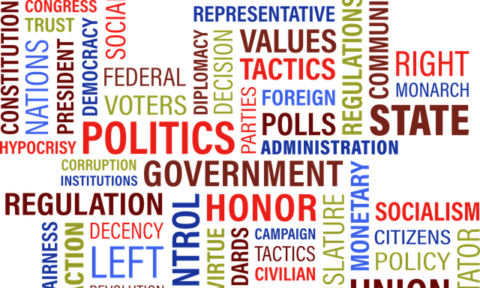 CONGRESS
TRUST
CONSTITUTION
NATIONS
PRESIDENT
DEMOCRACY
SOCIAL
FEDERAL
VOTERS
REPRESENTATIVE
DIPLOMACY
DECISION
VALUES
TACTICS
FOREIGN
PARTIES
POLLS
REGULATIONS
COMMUNI
RIGHT
MONARCH
STATE
HYPOCRISY
POLITICS
ADMINISTRATION
CORRUPTION
INSTITUTIONS
GOVERNMENT
REGULATION
HONOR
MONETARY
SOCIALISM
CITIZENS
POLICY
TATOR
AIRNESS
ACTION
DECENCY
LEFT
REVOLUTION
NTROL
VIRTUE
DARDS
CAMPAIGN
TACTICS
CIVILIAN
SLATURE
UNION